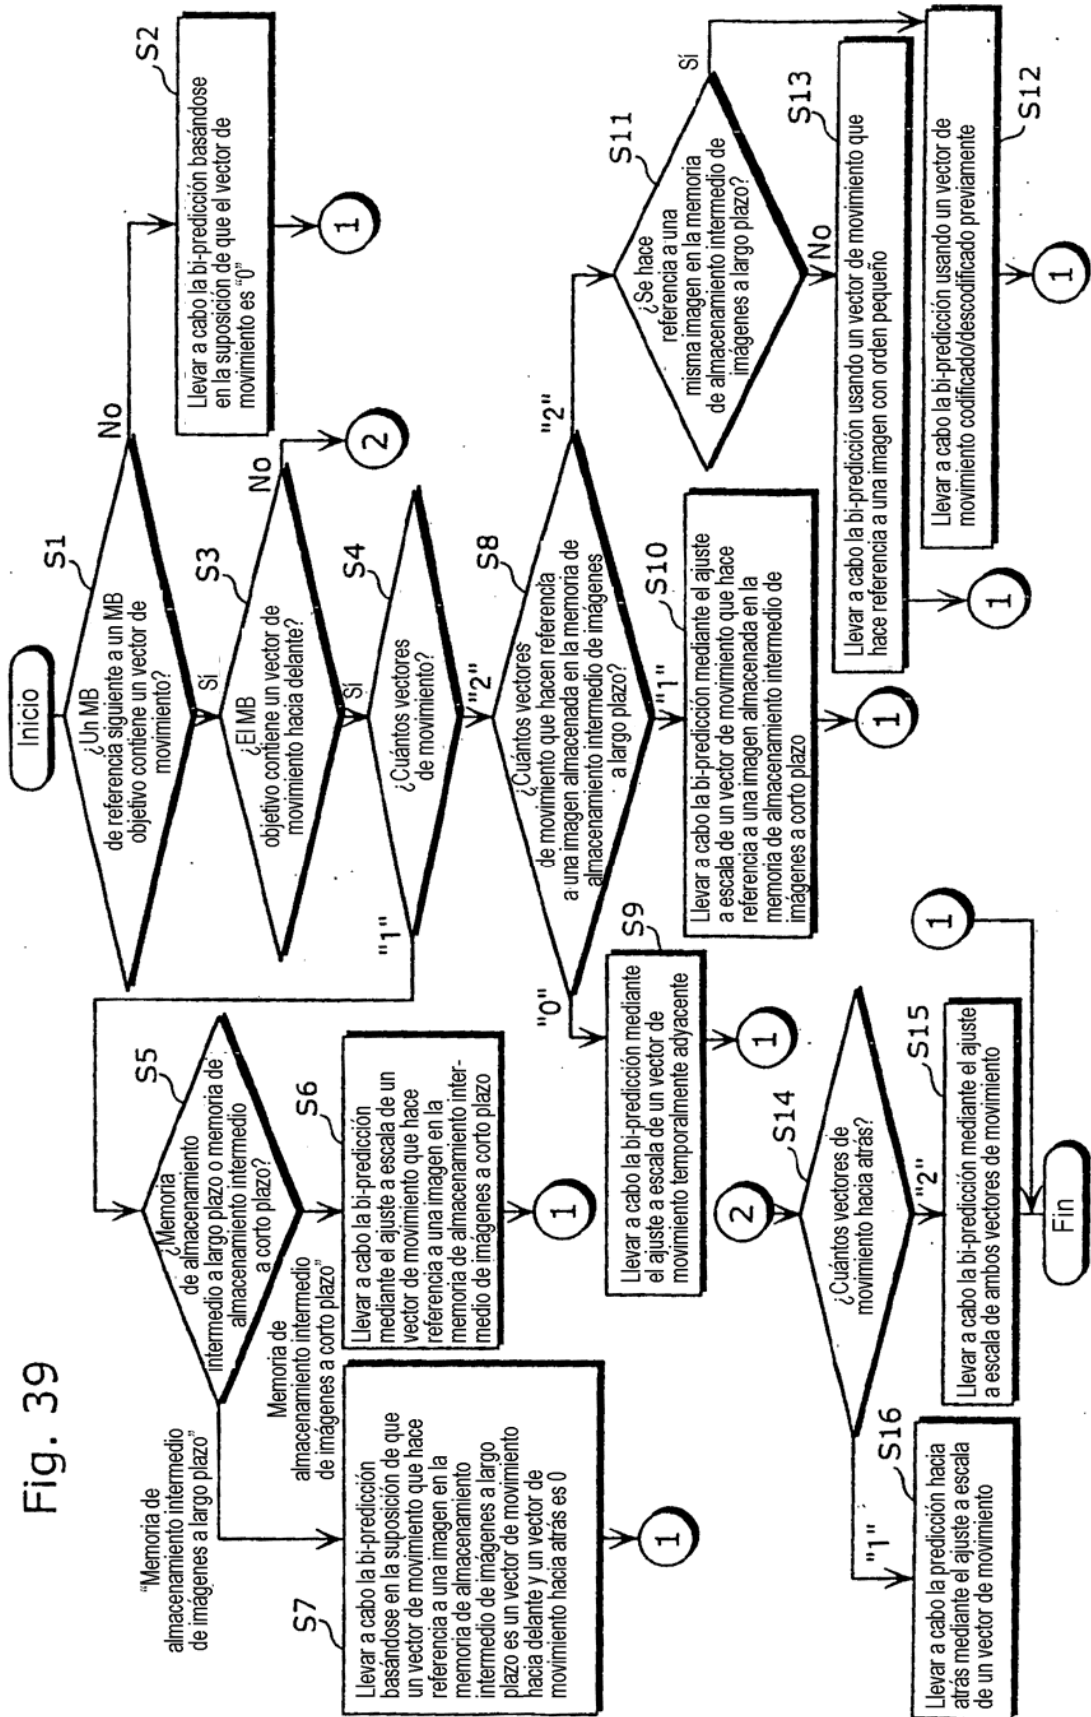 Fig. 39
Inicio
S1
¿Un MB
de referencia siguiente a un MB
objetivo contiene un vector de
movimiento?
No
Sí
S2
Llevar a cabo la bi-predicción basándose
en la suposición de que el vector de
movimiento es “0”
1
S3
¿El MB
objetivo contiene un vector de
movimiento hacia delante?
No
2
Sí
S4
¿Cuántos vectores
de movimiento?
"1"
"2"
S5
¿Memoria
de almacenamiento
intermedio a largo plazo o memoria de
almacenamiento intermedio
a corto plazo?
“Memoria de
almacenamiento intermedio
de imágenes a largo plazo”
Memoria de
almacenamiento intermedio
de imágenes a corto plazo”
S6
Llevar a cabo la bi-predicción
mediante el ajuste a escala de un
vector de movimiento que hace
referencia a una imagen en la
memoria de almacenamiento inter-
medio de imágenes a corto plazo
1
S7
Llevar a cabo la bi-predicción
basándose en la suposición de que
un vector de movimiento que hace
referencia a una imagen en la
memoria de almacenamiento
intermedio de imágenes a largo
plazo es un vector de movimiento
hacia delante y un vector de
movimiento hacia atrás es 0
1
S8
¿Cuántos vectores
de movimiento que hacen referencia
a una imagen almacenada en la memoria de
almacenamiento intermedio de imágenes
a largo plazo?
"0"
"1"
"2"
S9
Llevar a cabo la bi-predicción mediante
el ajuste a escala de un vector de
movimiento temporalmente adyacente
1
S10
Llevar a cabo la bi-predicción mediante el ajuste
a escala de un vector de movimiento que hace
referencia a una imagen almacenada en la
memoria de almacenamiento intermedio de
imágenes a corto plazo
1
S11
¿Se hace
referencia a una
misma imagen en la memoria
de almacenamiento intermedio de
imágenes a largo plazo?
Sí
No
S13
Llevar a cabo la bi-predicción usando un vector de movimiento que
hace referencia a una imagen con orden pequeño
1
S12
Llevar a cabo la bi-predicción usando un vector de
movimiento codificado/descodificado previamente
1
2
S14
¿Cuántos vectores de
movimiento hacia atrás?
"1"
"2"
S15
Llevar a cabo la bi-predicción mediante el ajuste
a escala de ambos vectores de movimiento
1
S16
Llevar a cabo la predicción hacia
atrás mediante el ajuste a escala
de un vector de movimiento
Fin